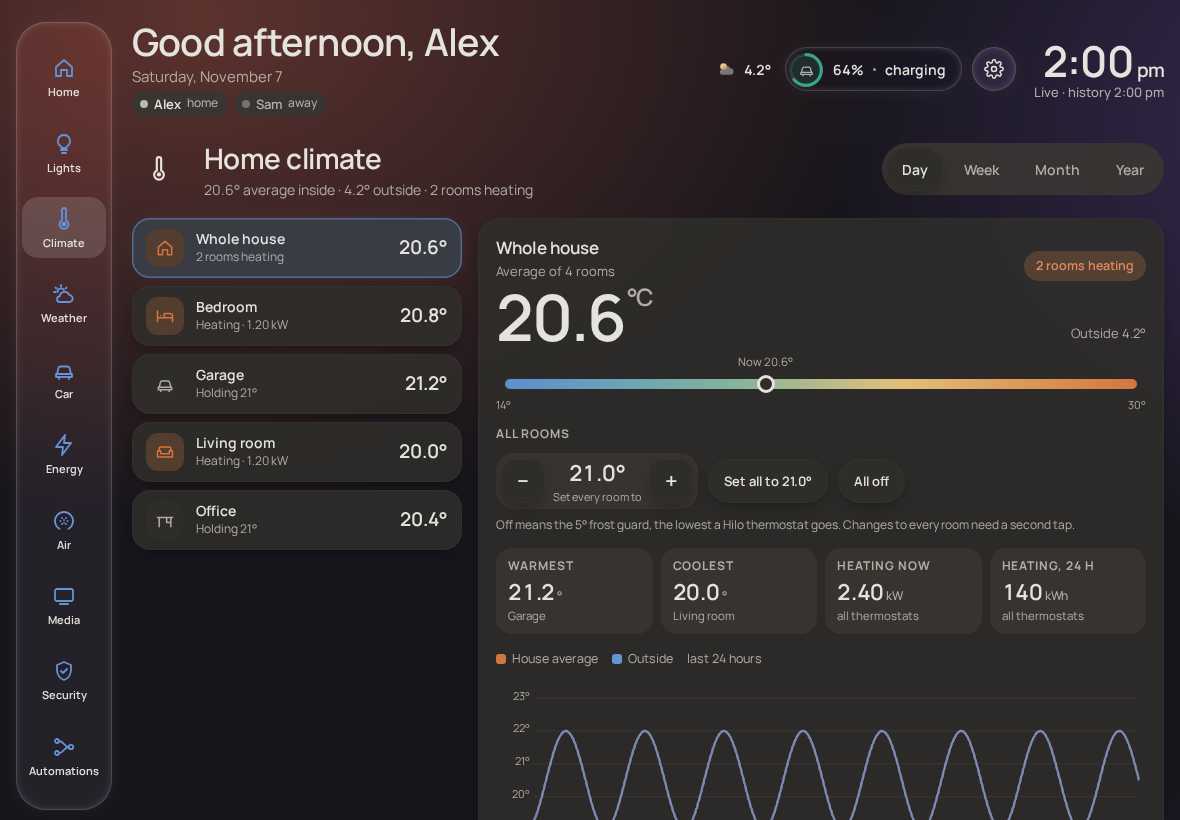 Good afternoon, Alex
Saturday, November 7
Alex home
Sam away
4.2°
64% · charging
2:00 pm
Live · history 2:00 pm
Home
Lights
Climate
Weather
Car
Energy
Air
Media
Security
Automations
Home climate
20.6° average inside · 4.2° outside · 2 rooms heating
Day
Week
Month
Year
Whole house
2 rooms heating
20.6°
Bedroom
Heating · 1.20 kW
20.8°
Garage
Holding 21°
21.2°
Living room
Heating · 1.20 kW
20.0°
Office
Holding 21°
20.4°
Whole house
Average of 4 rooms
20.6 °C
2 rooms heating
Outside 4.2°
Now 20.6°
14°
30°
ALL ROOMS
−
21.0°
Set every room to
+
Set all to 21.0°
All off
Off means the 5° frost guard, the lowest a Hilo thermostat goes. Changes to every room need a second tap.
WARMEST
21.2°
Garage
COOLEST
20.0°
Living room
HEATING NOW
2.40 kW
all thermostats
HEATING, 24 H
140 kWh
all thermostats
House average
Outside
last 24 hours
23°
22°
21°
20°